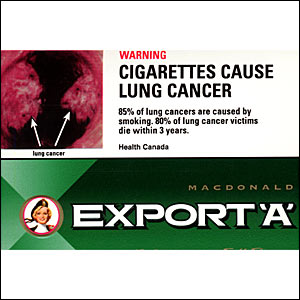 WARNING
CIGARETTES CAUSE
LUNG CANCER
85% of lung cancers are caused by
smoking. 80% of lung cancer victims
die within 3 years.
Health Canada
lung cancer
MACDONALD
EXPORT "A"